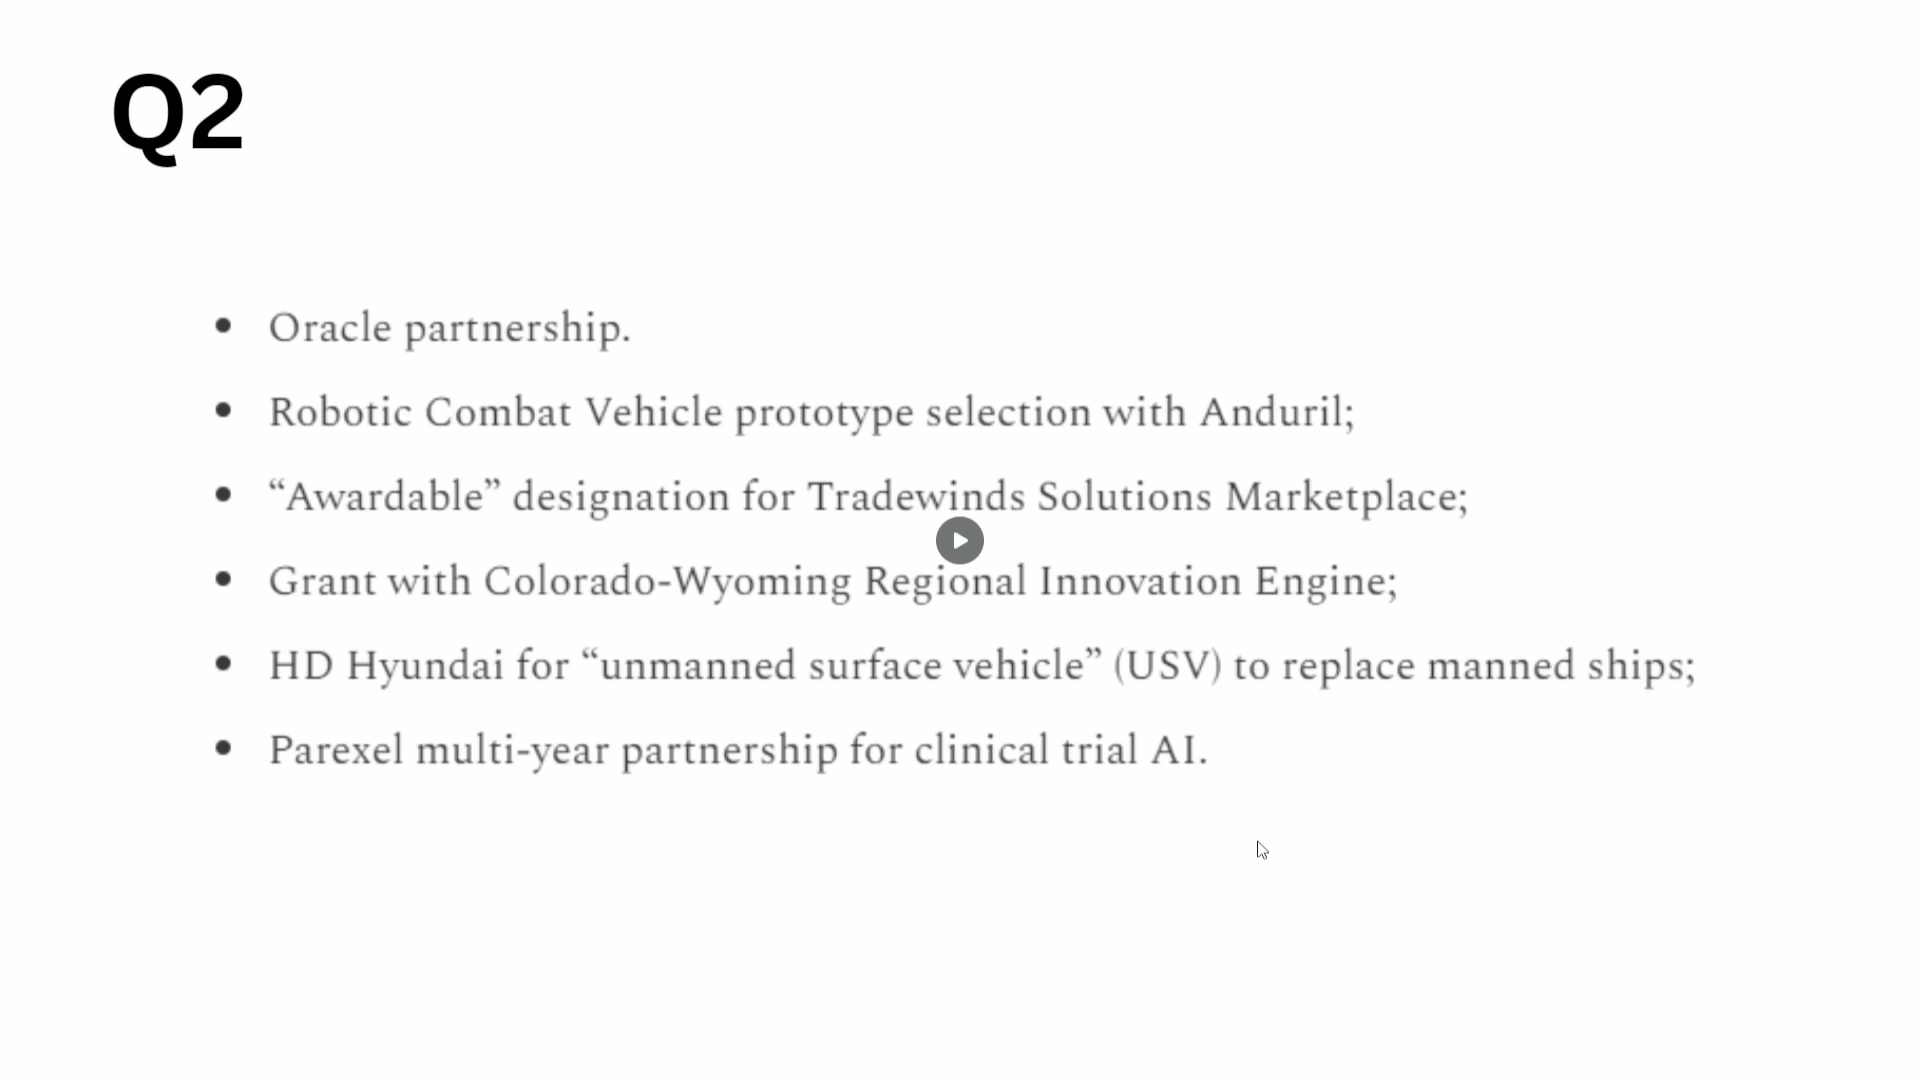 Q2
• Oracle partnership.
• Robotic Combat Vehicle prototype selection with Anduril;
• “Awardable” designation for Tradewinds Solutions Marketplace;
• Grant with Colorado-Wyoming Regional Innovation Engine;
• HD Hyundai for “unmanned surface vehicle” (USV) to replace manned ships;
• Parexel multi-year partnership for clinical trial AI.